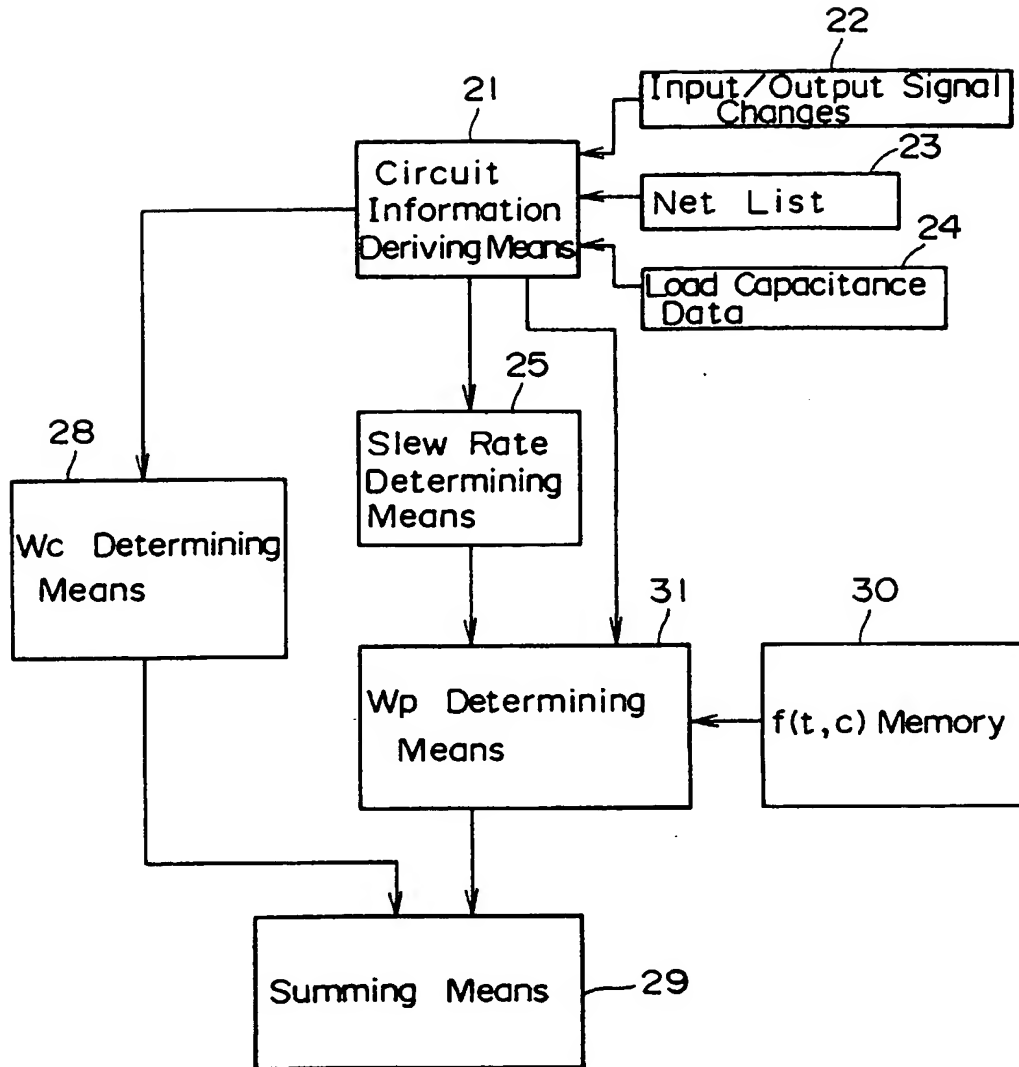 22
Input/Output Signal
Changes
21
Circuit
Information
Deriving Means
23
Net List
24
Load Capacitance
Data
25
Slew Rate
Determining
Means
28
Wc Determining
Means
31
Wp Determining
Means
30
f(t,c) Memory
Summing Means
29